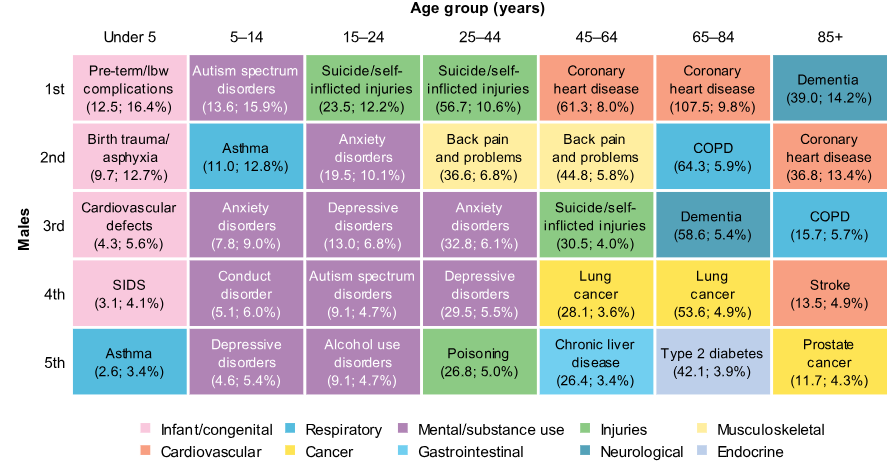 Age group (years)
Under 5 5–14 15–24 25–44 45–64 65–84 85+
Males
1st
Pre-term/lbw
complications
(12.5; 16.4%)
Autism spectrum
disorders
(13.6; 15.9%)
Suicide/self-
inflicted injuries
(23.5; 12.2%)
Suicide/self-
inflicted injuries
(56.7; 10.6%)
Coronary
heart disease
(61.3; 8.0%)
Coronary
heart disease
(107.5; 9.8%)
Dementia
(39.0; 14.2%)
2nd
Birth trauma/
asphyxia
(9.7; 12.7%)
Asthma
(11.0; 12.8%)
Anxiety
disorders
(19.5; 10.1%)
Back pain
and problems
(36.6; 6.8%)
Back pain
and problems
(44.8; 5.8%)
COPD
(64.3; 5.9%)
Coronary
heart disease
(36.8; 13.4%)
3rd
Cardiovascular
defects
(4.3; 5.6%)
Anxiety
disorders
(7.8; 9.0%)
Depressive
disorders
(13.0; 6.8%)
Anxiety
disorders
(32.8; 6.1%)
Suicide/self-
inflicted injuries
(30.5; 4.0%)
Dementia
(58.6; 5.4%)
COPD
(15.7; 5.7%)
4th
SIDS
(3.1; 4.1%)
Conduct
disorder
(5.1; 6.0%)
Autism spectrum
disorders
(9.1; 4.7%)
Depressive
disorders
(29.5; 5.5%)
Lung
cancer
(28.1; 3.6%)
Lung
cancer
(53.6; 4.9%)
Stroke
(13.5; 4.9%)
5th
Asthma
(2.6; 3.4%)
Depressive
disorders
(4.6; 5.4%)
Alcohol use
disorders
(9.1; 4.7%)
Poisoning
(26.8; 5.0%)
Chronic liver
disease
(26.4; 3.4%)
Type 2 diabetes
(42.1; 3.9%)
Prostate
cancer
(11.7; 4.3%)
Infant/congenital Respiratory Mental/substance use Injuries Musculoskeletal
Cardiovascular Cancer Gastrointestinal Neurological Endocrine